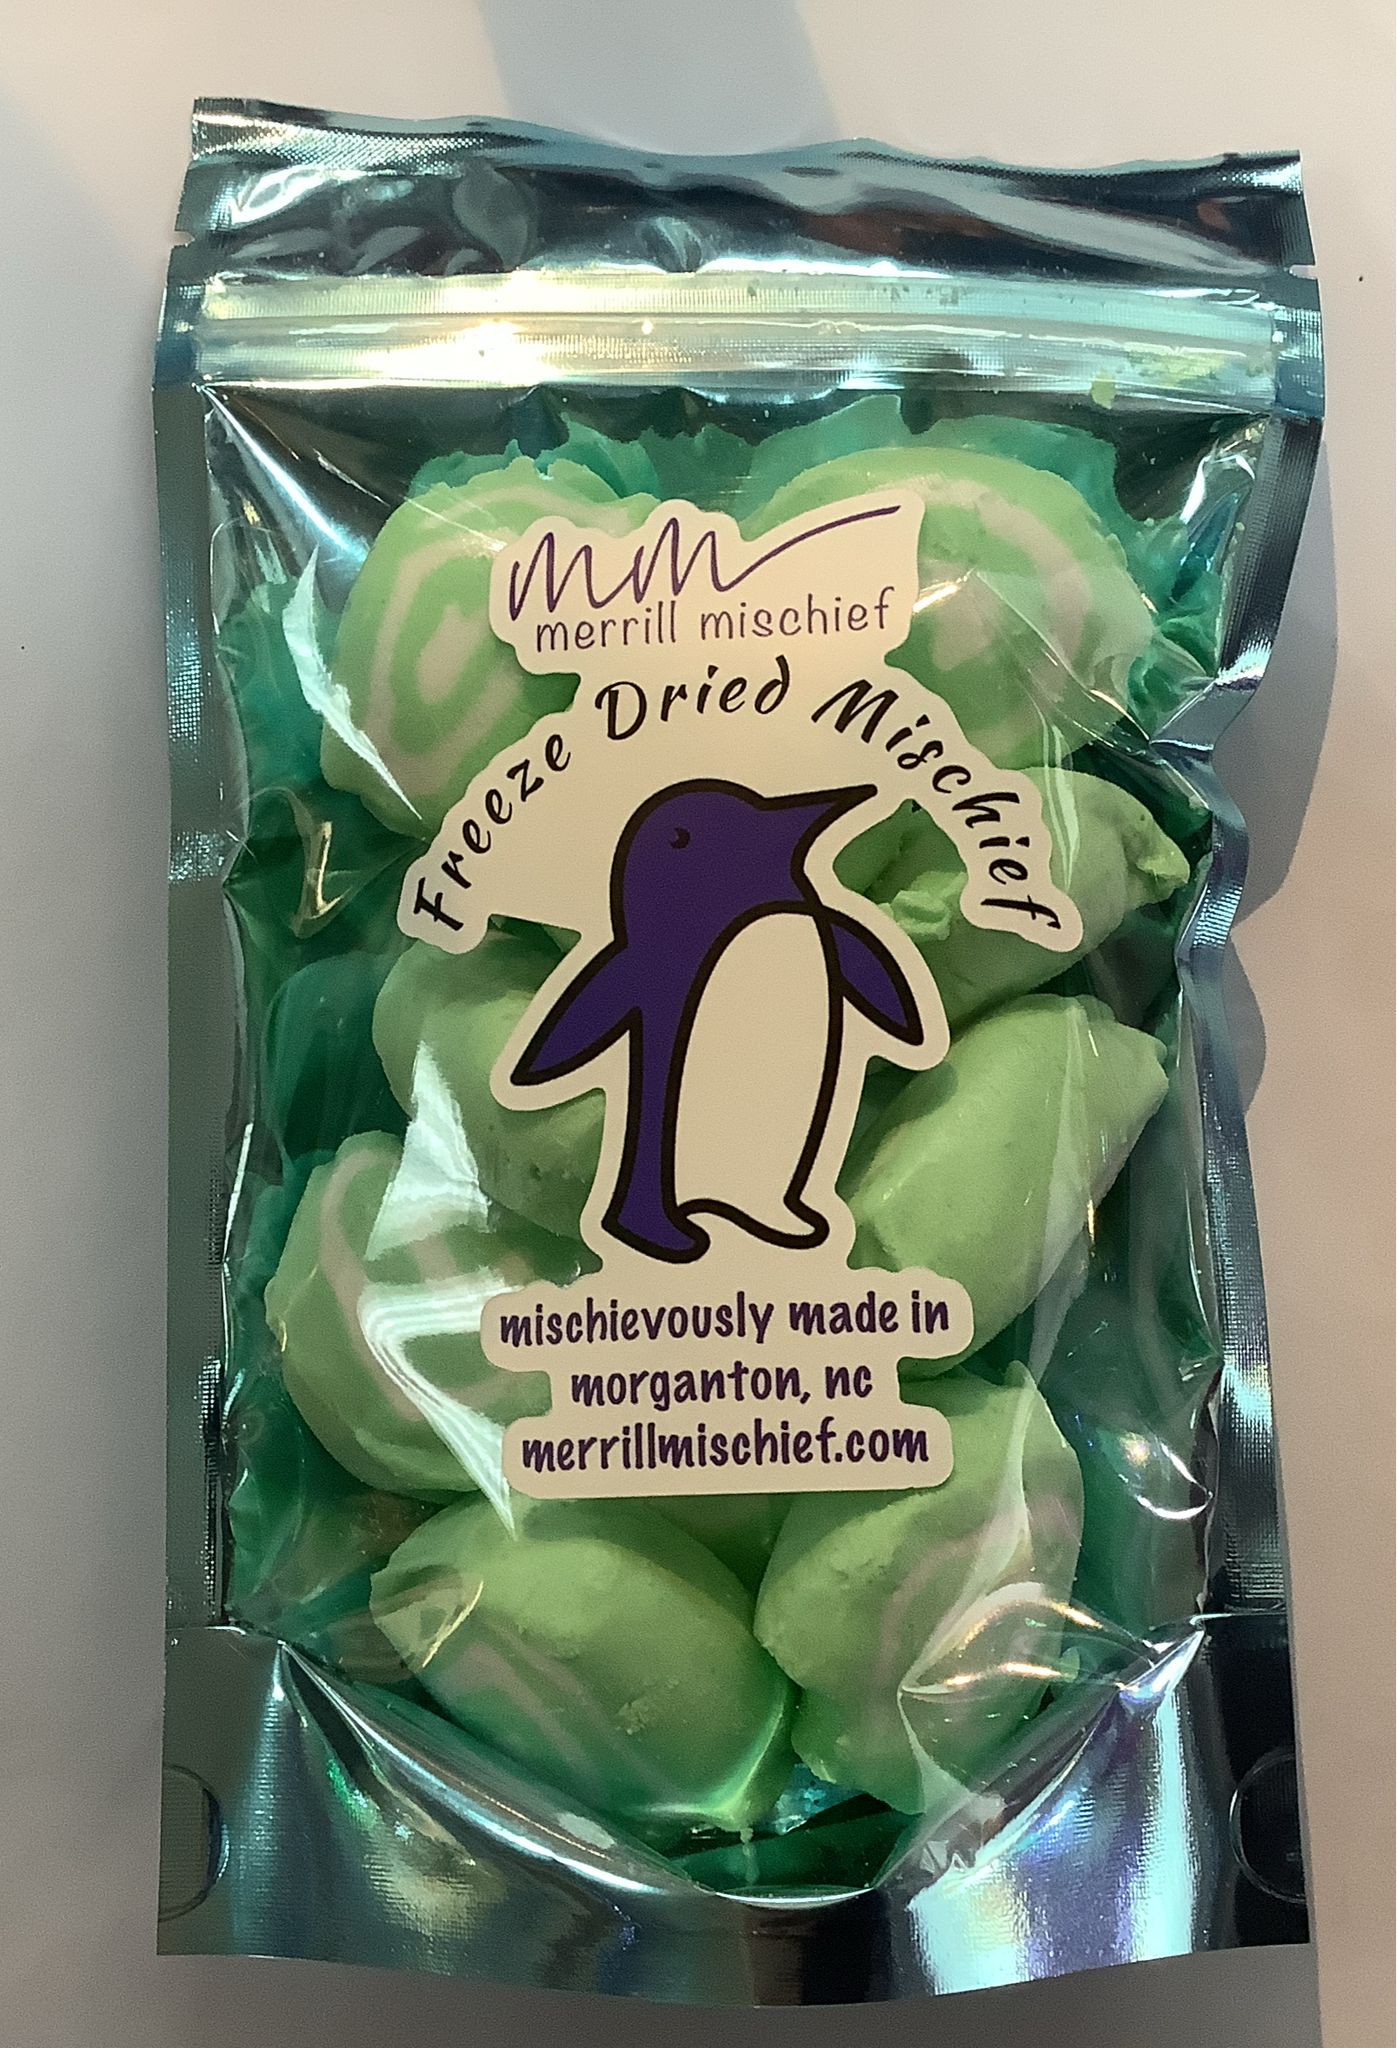 mm
merrill mischief
Freeze Dried Mischief
mischievously made in
morganton, nc
merrillmischief.com